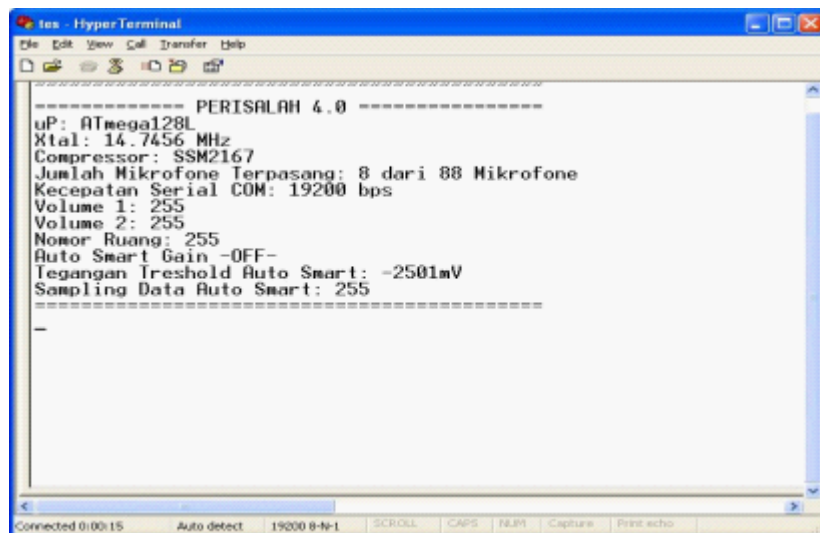 tes - HyperTerminal
File Edit View Call Transfer Help
------------- PERISALAH 4.0 ----------------
uP: ATmega128L
Xtal: 14.7456 MHz
Compressor: SSM2167
Jumlah Mikrofone Terpasang: 8 dari 88 Mikrofone
Kecepatan Serial COM: 19200 bps
Volume 1: 255
Volume 2: 255
Nomor Ruang: 255
Auto Smart Gain -OFF-
Tegangan Treshold Auto Smart: -2501mV
Sampling Data Auto Smart: 255
============================================
_
Connected 0:00:15 Auto detect 19200 8-N-1 SCROLL CAPS NUM Capture Print echo